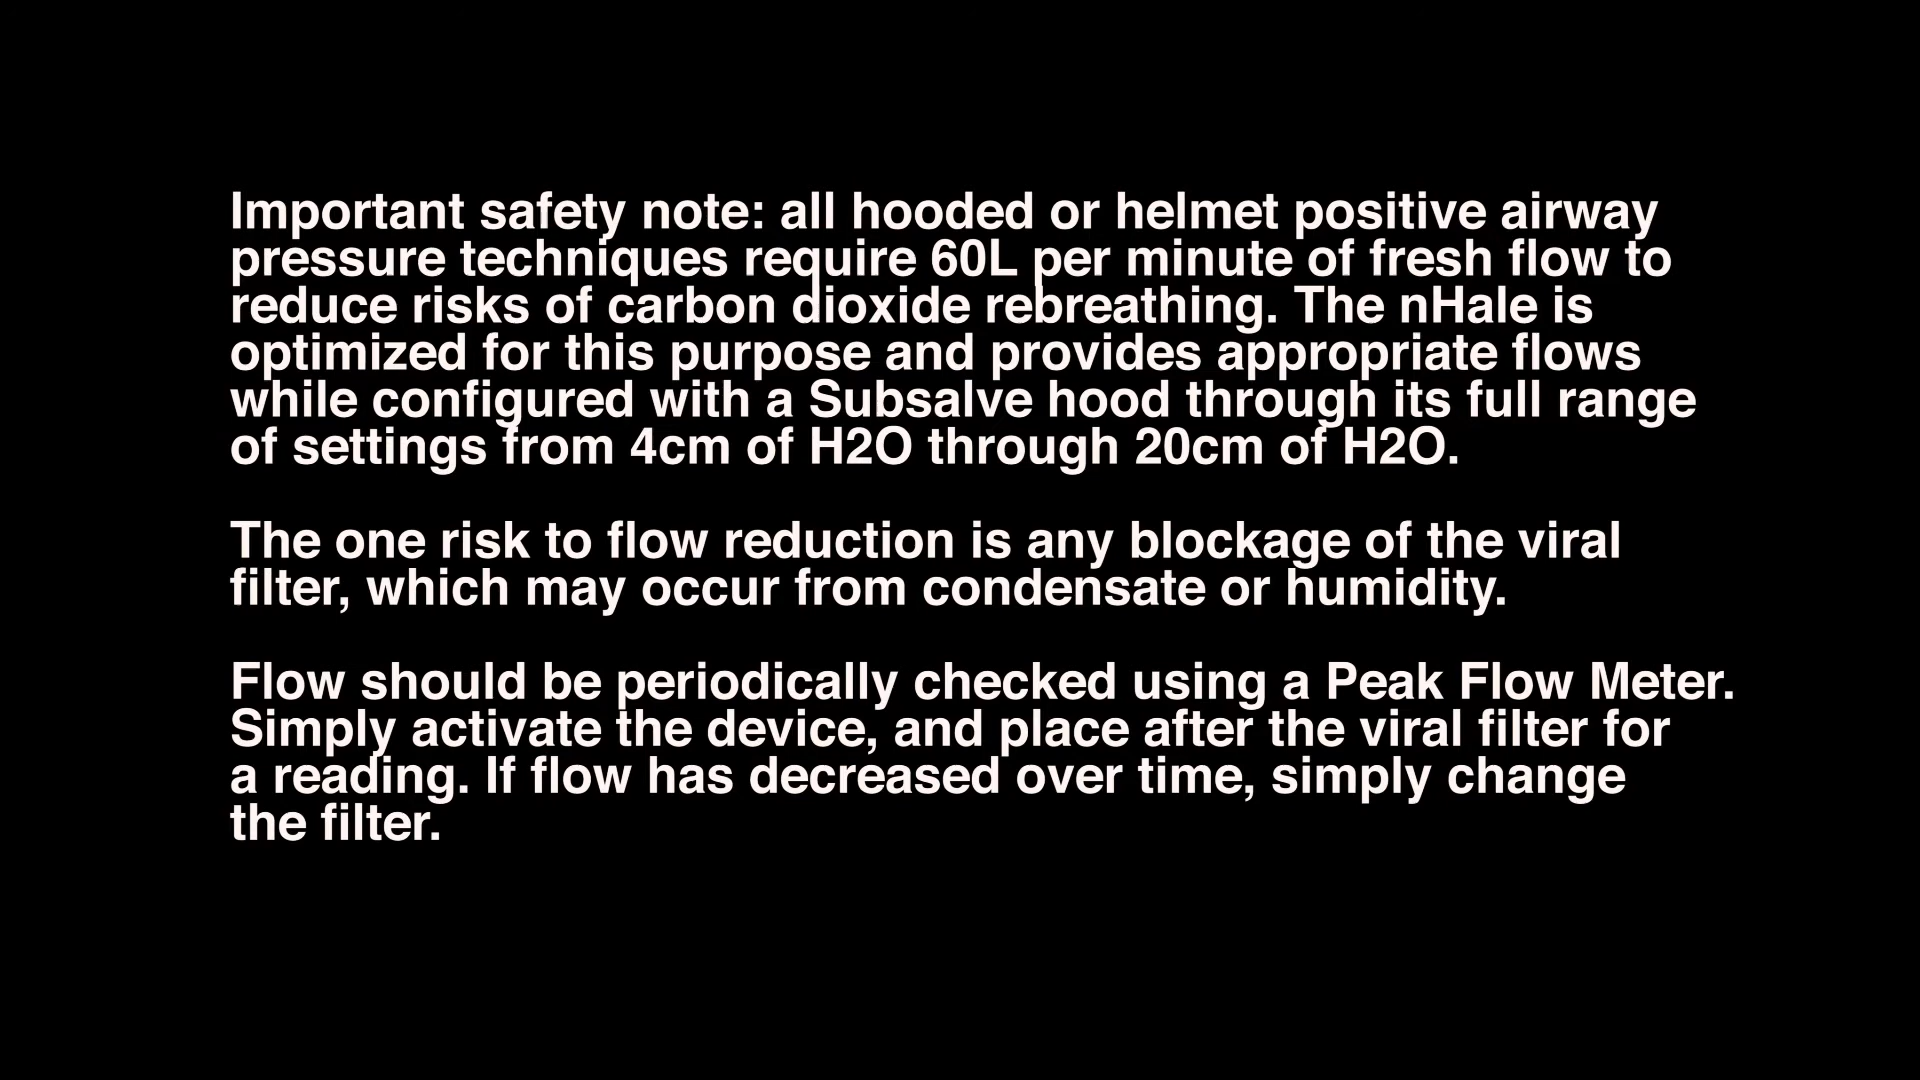 Important safety note: all hooded or helmet positive airway
pressure techniques require 60L per minute of fresh flow to
reduce risks of carbon dioxide rebreathing. The nHale is
optimized for this purpose and provides appropriate flows
while configured with a Subsalve hood through its full range
of settings from 4cm of H2O through 20cm of H2O.
The one risk to flow reduction is any blockage of the viral
filter, which may occur from condensate or humidity.
Flow should be periodically checked using a Peak Flow Meter.
Simply activate the device, and place after the viral filter for
a reading. If flow has decreased over time, simply change
the filter.